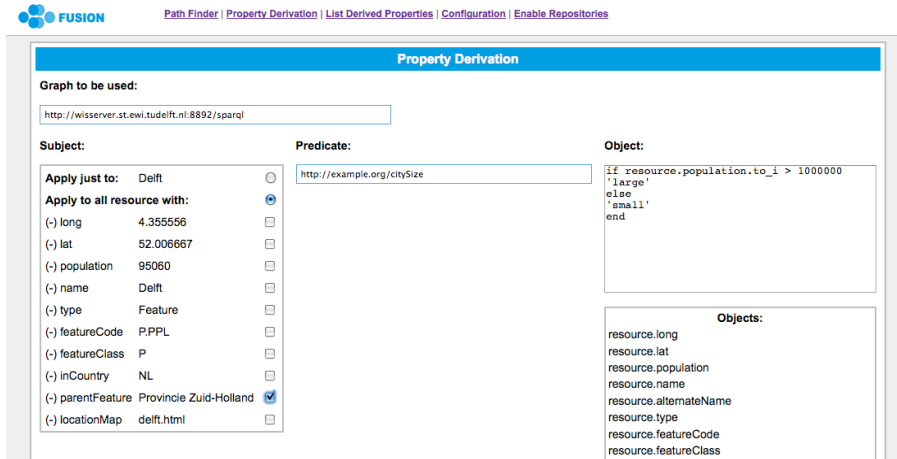 FUSION
Path Finder | Property Derivation | List Derived Properties | Configuration | Enable Repositories
Property Derivation
Graph to be used:
http://wisserver.st.ewi.tudelft.nl:8892/sparql
Subject:
Apply just to: Delft
Apply to all resource with:
(-) long 4.355556
(-) lat 52.006667
(-) population 95060
(-) name Delft
(-) type Feature
(-) featureCode P.PPL
(-) featureClass P
(-) inCountry NL
(-) parentFeature Provincie Zuid-Holland
(-) locationMap delft.html
Predicate:
http://example.org/citySize
Object:
if resource.population.to_i > 1000000
'large'
else
'small'
end
Objects:
resource.long
resource.lat
resource.population
resource.name
resource.alternateName
resource.type
resource.featureCode
resource.featureClass